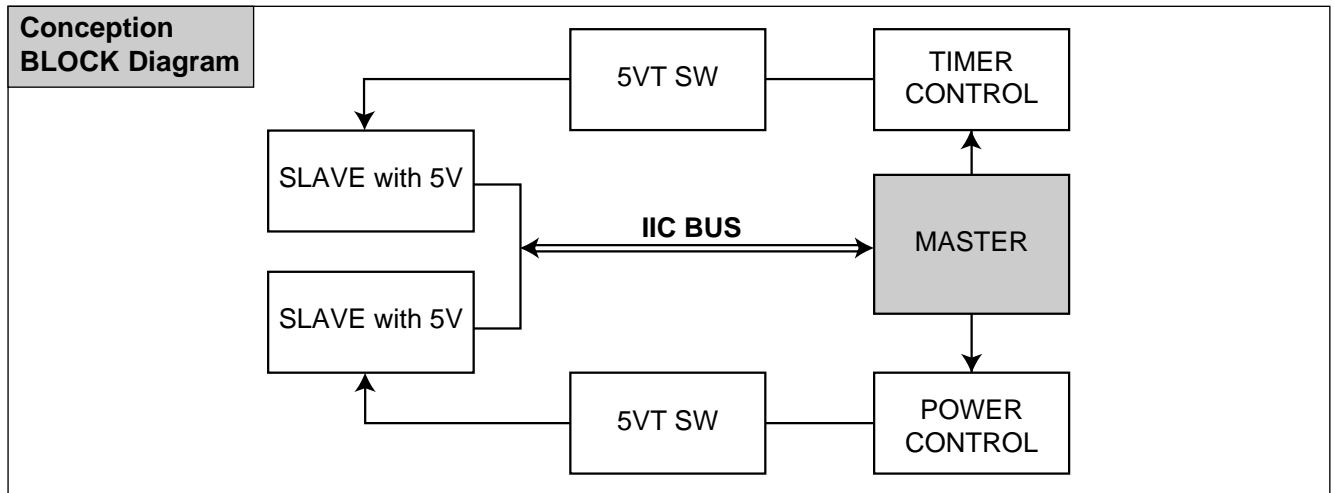 Conception
BLOCK Diagram
5VT SW
TIMER
CONTROL
SLAVE with 5V
IIC BUS
MASTER
SLAVE with 5V
5VT SW
POWER
CONTROL